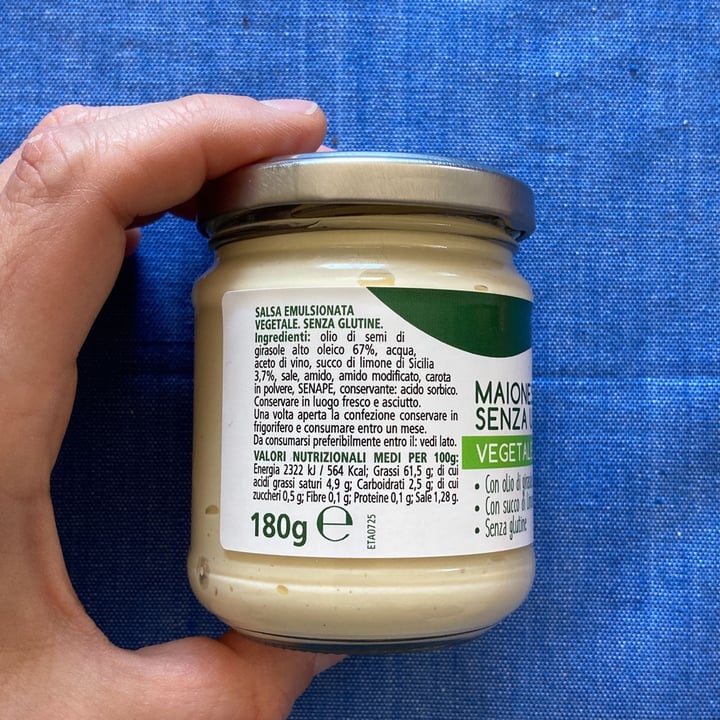 SALSA EMULSIONATA
VEGETALE. SENZA GLUTINE.
Ingredienti: olio di semi di
girasole alto oleico 67%, acqua,
aceto di vino, succo di limone di Sicilia
3,7%, sale, amido, amido modificato, carota
in polvere, SENAPE, conservante: acido sorbico.
Conservare in luogo fresco e asciutto.
Una volta aperta la confezione conservare in
frigorifero e consumare entro un mese.
Da consumarsi preferibilmente entro il: vedi lato.
VALORI NUTRIZIONALI MEDI PER 100g:
Energia 2322 kJ / 564 Kcal; Grassi 61,5 g; di cui
acidi grassi saturi 4,9 g; Carboidrati 2,5 g; di cui
zuccheri 0,5 g; Fibre 0,1 g; Proteine 0,1 g; Sale 1,28 g.
180g e
ETA0725
MAIONE
SENZA
VEGETALE
• Con olio di
• Con succo di
• Senza glutine